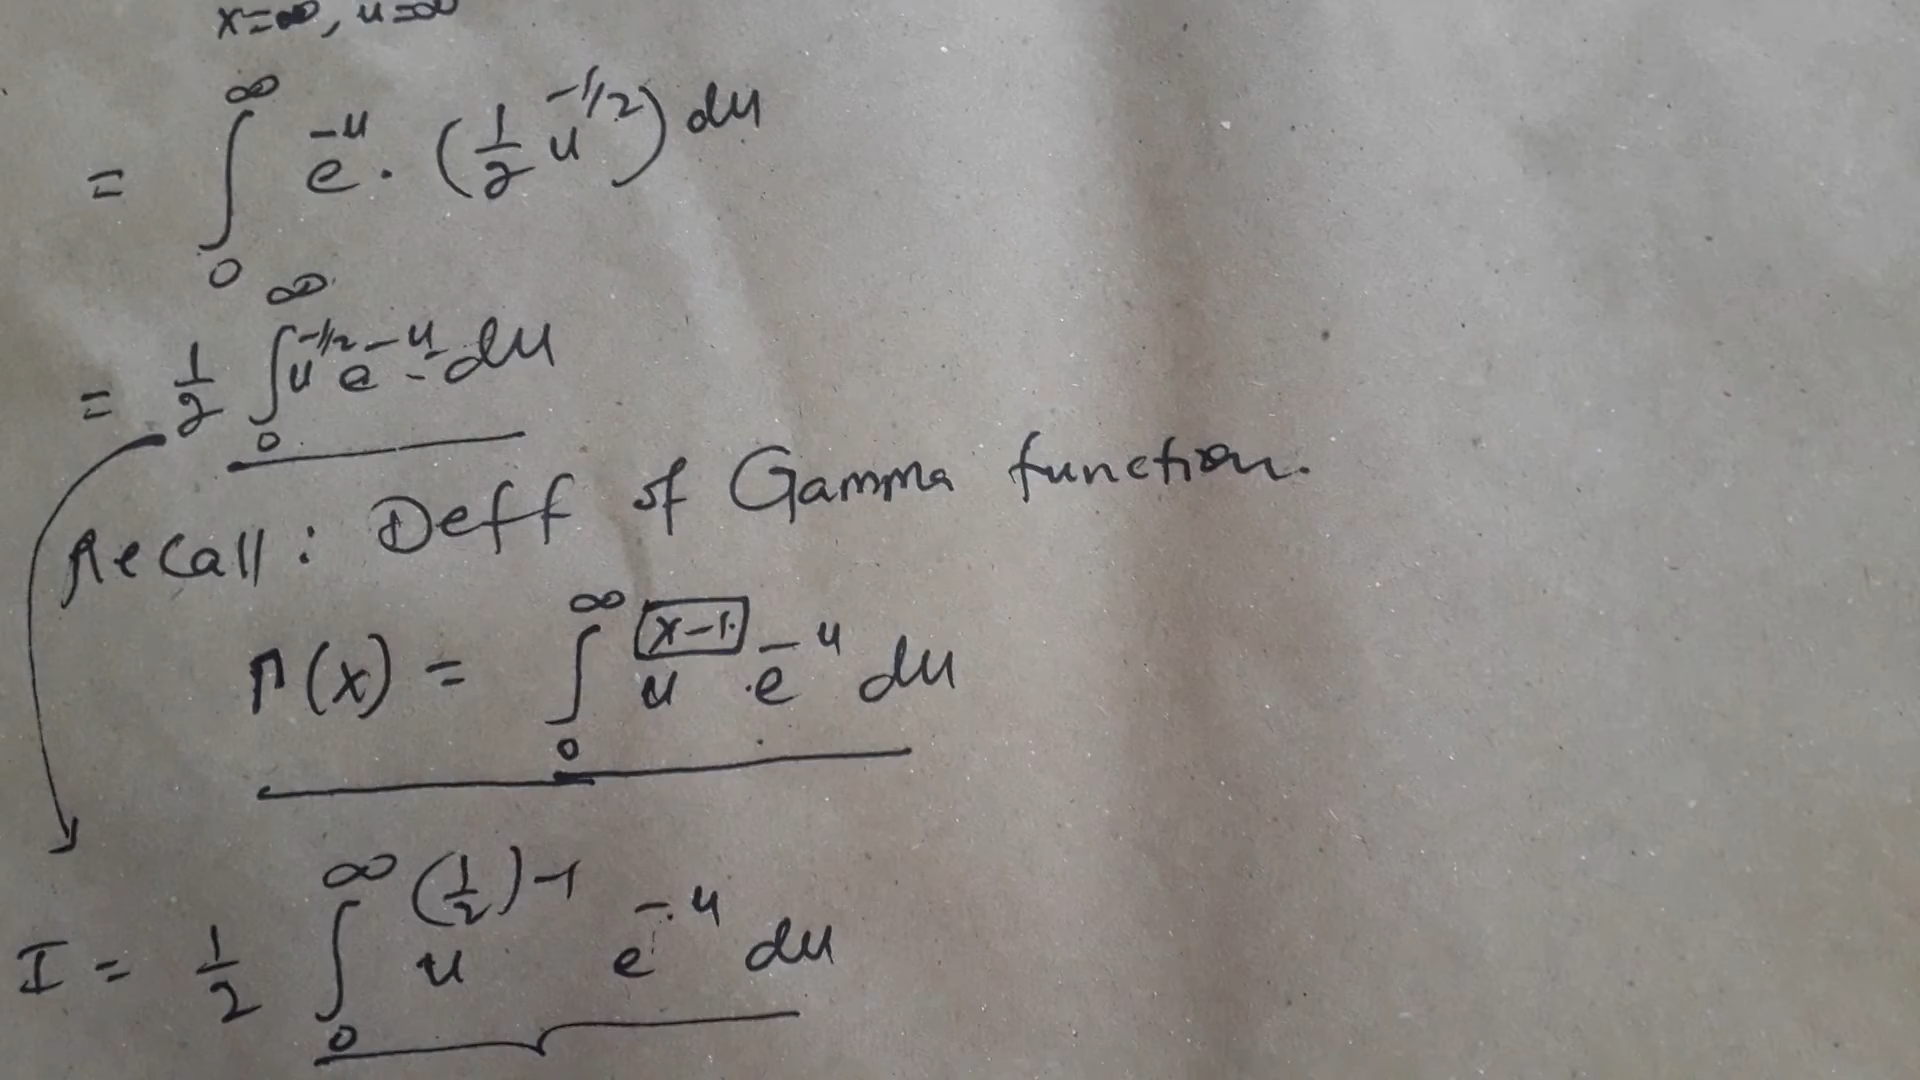 x=∞, u=∞
= ∫₀^∞ e^{-u} · (1/2 u^{-1/2}) du
= 1/2 ∫₀^∞ u^{-1/2} e^{-u} du
Recall : Deff of Gamma function.
Γ(x) = ∫₀^∞ u^{x-1} · e^{-u} du
I = 1/2 ∫₀^∞ u^{(1/2)-1} e^{-u} du